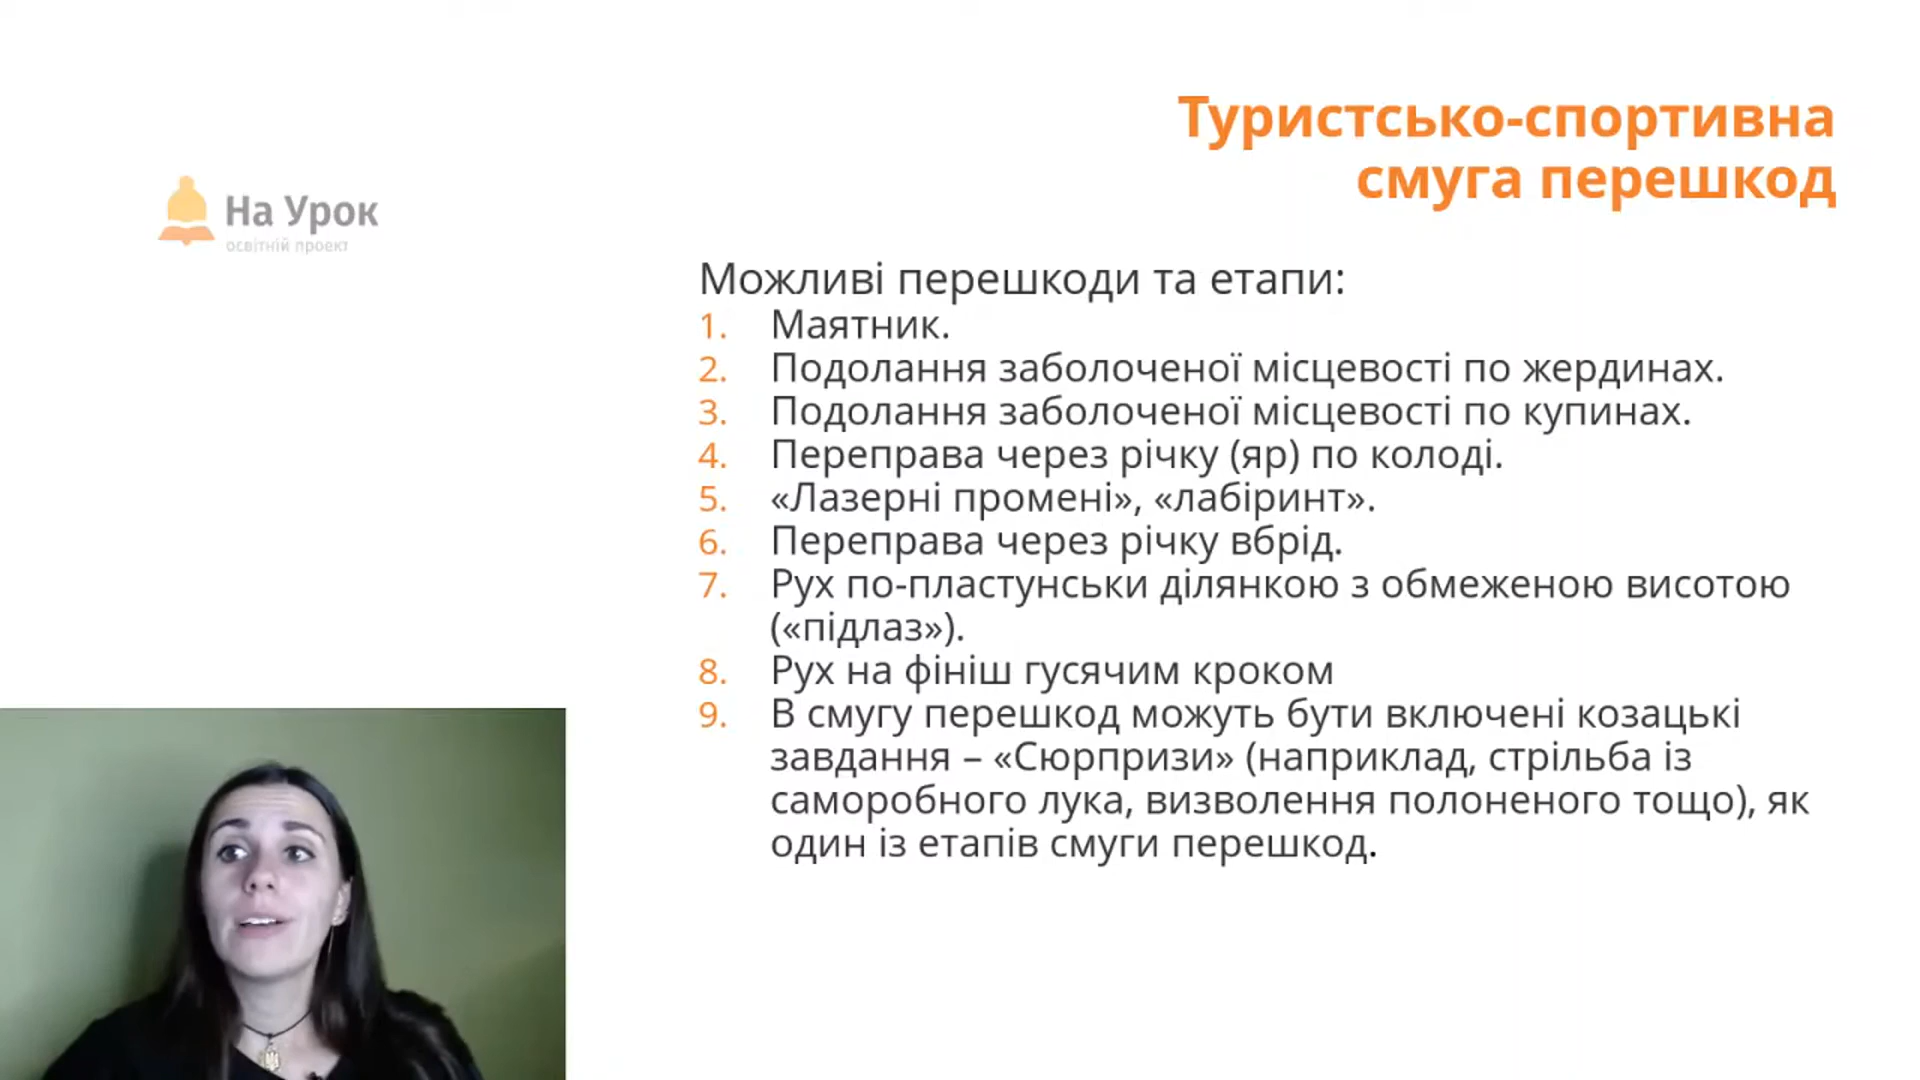 Туристсько-спортивна
смуга перешкод
На Урок
освітній проект
Можливі перешкоди та етапи:
1. Маятник.
2. Подолання заболоченої місцевості по жердинах.
3. Подолання заболоченої місцевості по купинах.
4. Переправа через річку (яр) по колоді.
5. «Лазерні промені», «лабіринт».
6. Переправа через річку вбрід.
7. Рух по-пластунськи ділянкою з обмеженою висотою
(«підлаз»).
8. Рух на фініш гусячим кроком
9. В смугу перешкод можуть бути включені козацькі
завдання – «Сюрпризи» (наприклад, стрільба із
саморобного лука, визволення полоненого тощо), як
один із етапів смуги перешкод.